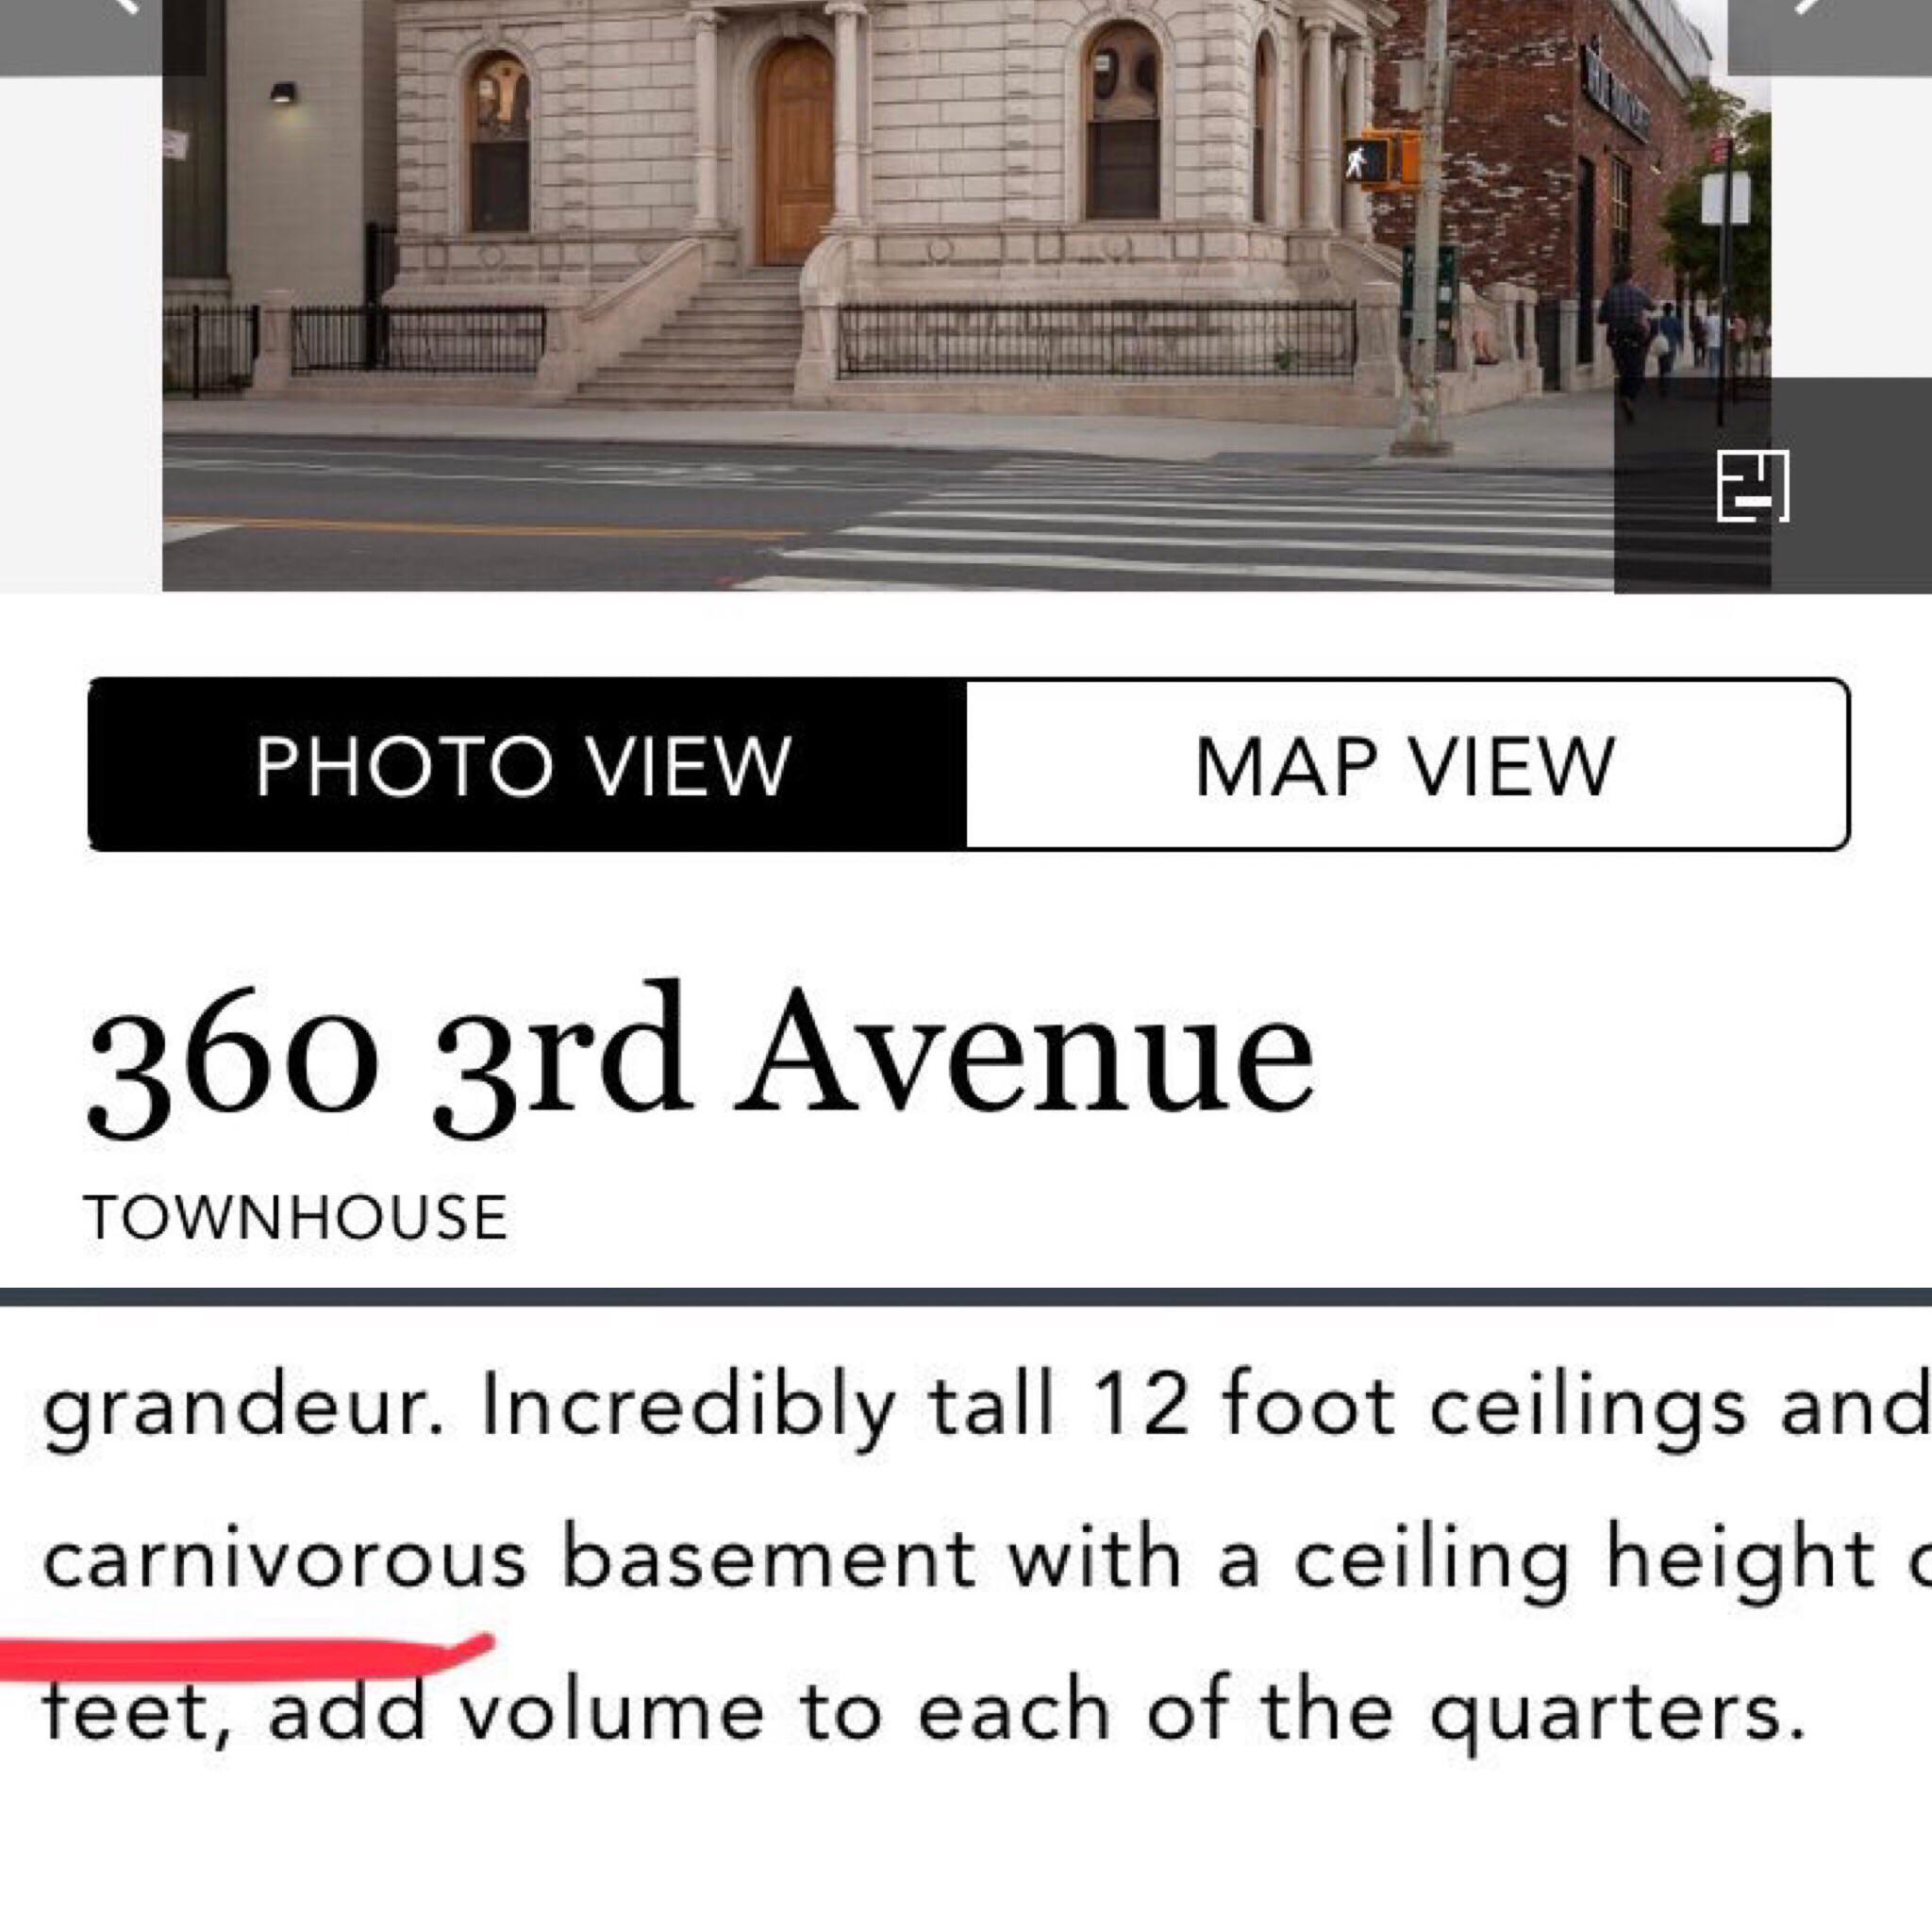 PHOTO VIEW
MAP VIEW
360 3rd Avenue
TOWNHOUSE
grandeur. Incredibly tall 12 foot ceilings and
carnivorous basement with a ceiling height
feet, add volume to each of the quarters.